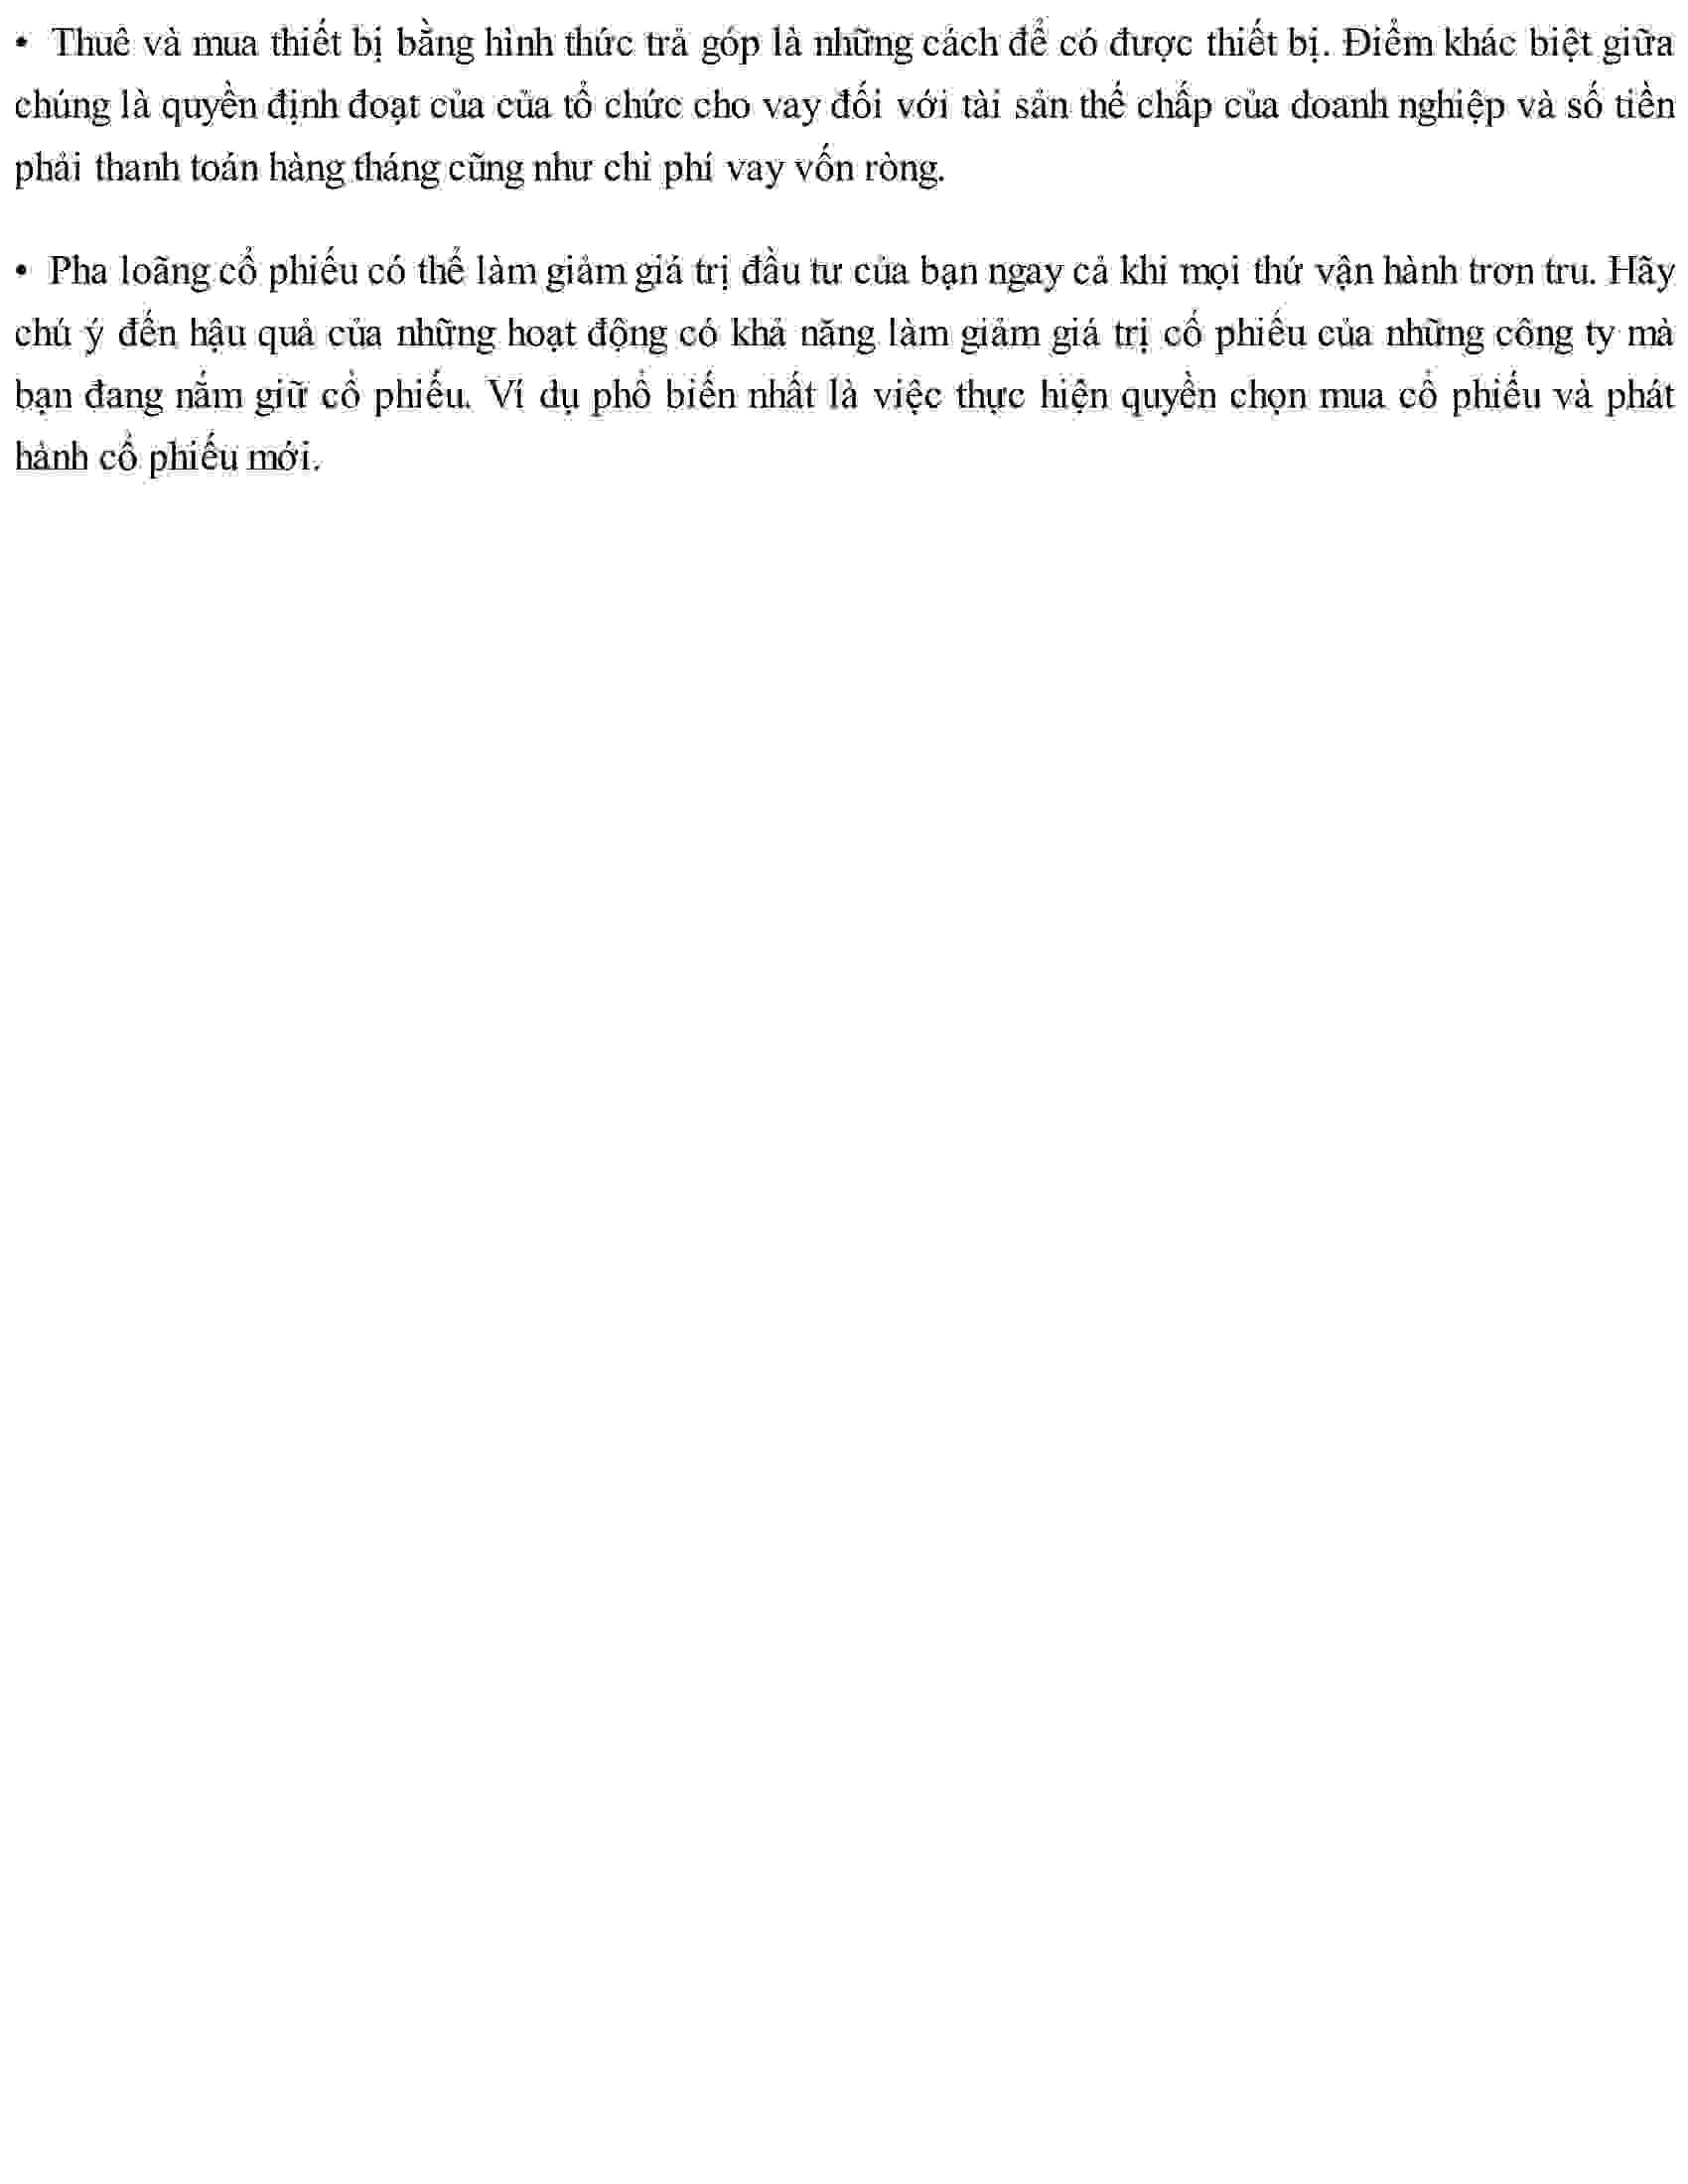 • Thuê và mua thiết bị bằng hình thức trả góp là những cách để có được thiết bị. Điểm khác biệt giữa
chúng là quyền định đoạt của của tổ chức cho vay đối với tài sản thế chấp của doanh nghiệp và số tiền
phải thanh toán hàng tháng cũng như chi phí vay vốn ròng.
• Pha loãng cổ phiếu có thể làm giảm giá trị đầu tư của bạn ngay cả khi mọi thứ vận hành trơn tru. Hãy
chú ý đến hậu quả của những hoạt động có khả năng làm giảm giá trị cổ phiếu của những công ty mà
bạn đang nắm giữ cổ phiếu. Ví dụ phổ biến nhất là việc thực hiện quyền chọn mua cổ phiếu và phát
hành cổ phiếu mới.